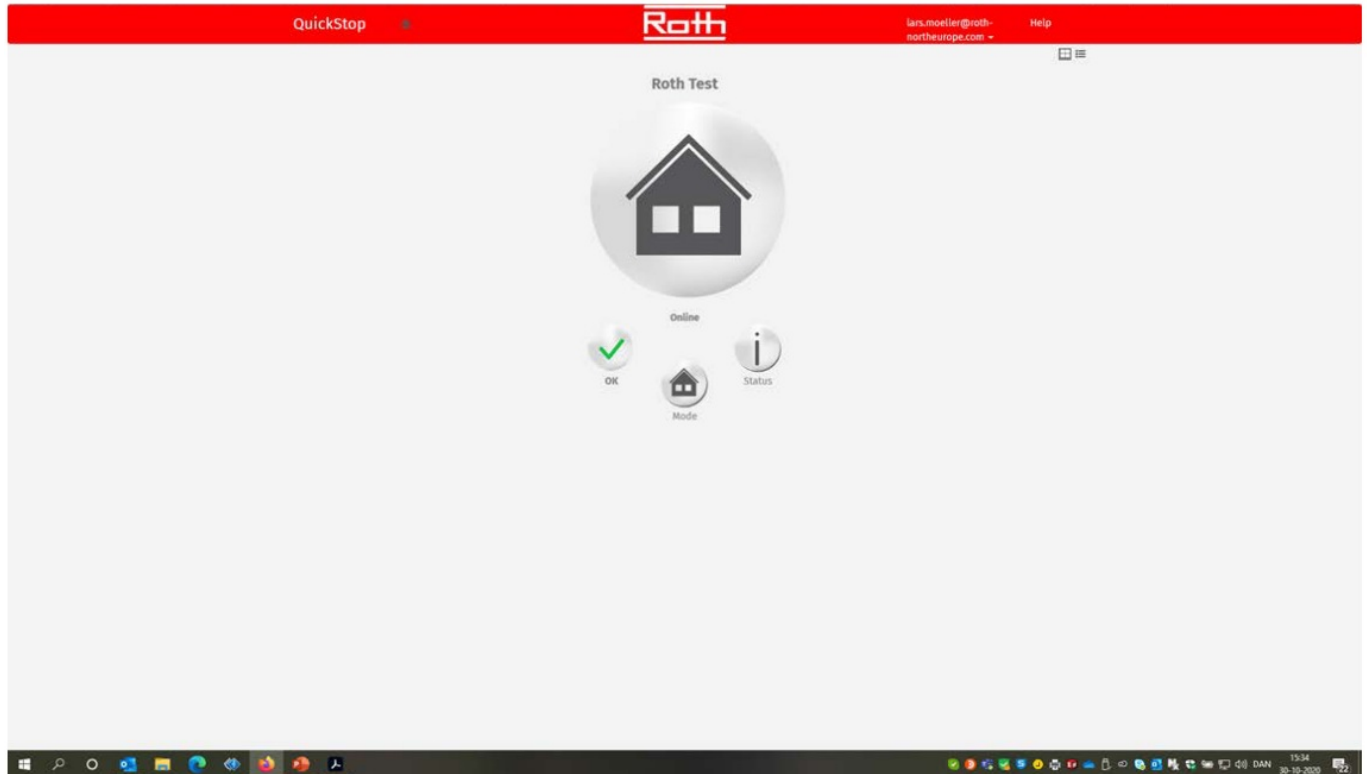 QuickStop
Roth
lars.moeller@roth-
northeurope.com
Help
Roth Test
Online
OK
Status
Mode
DAN
15:34
30-10-2020
22